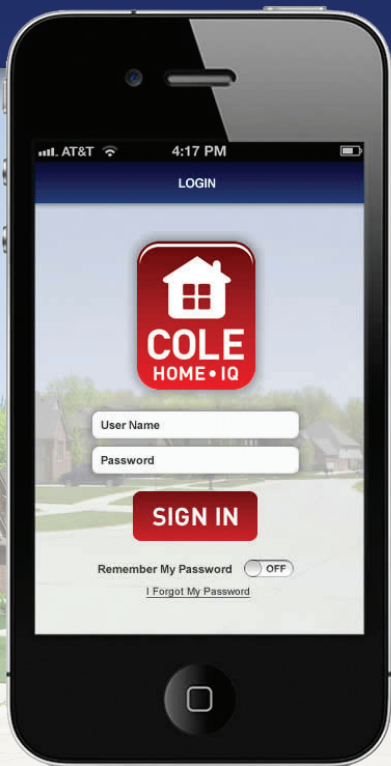 AT&T 4:17 PM
LOGIN
COLE
HOME•IQ
User Name
Password
SIGN IN
Remember My Password OFF
I Forgot My Password